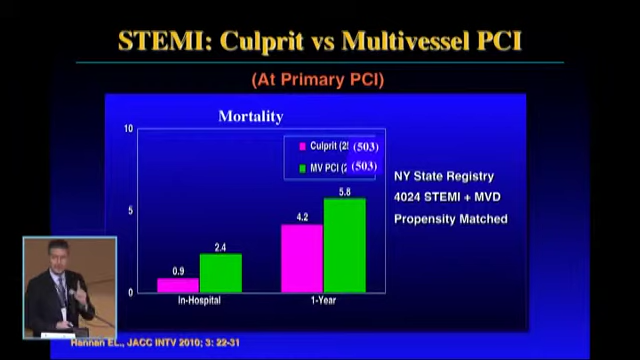 STEMI: Culprit vs Multivessel PCI
(At Primary PCI)
Mortality
10
Culprit (503)
MV PCI (503)
5
0
0.9
2.4
4.2
5.8
In-Hospital
1-Year
NY State Registry
4024 STEMI + MVD
Propensity Matched
Hannan EL., JACC INTV 2010; 3: 22-31